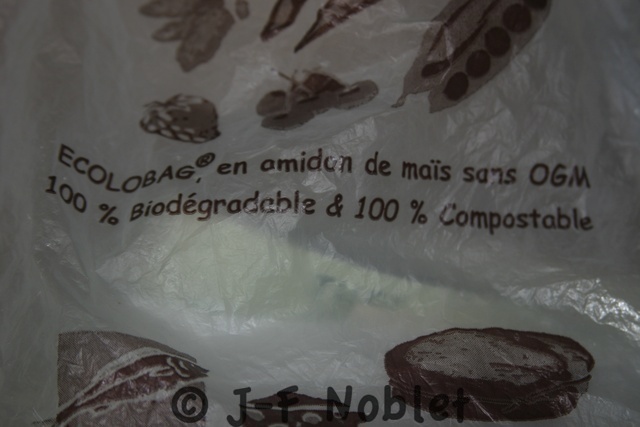 ECOLOBAG,® en amidon de maïs sans OGM
100 % Biodégradable & 100 % Compostable
© J-F Noblet